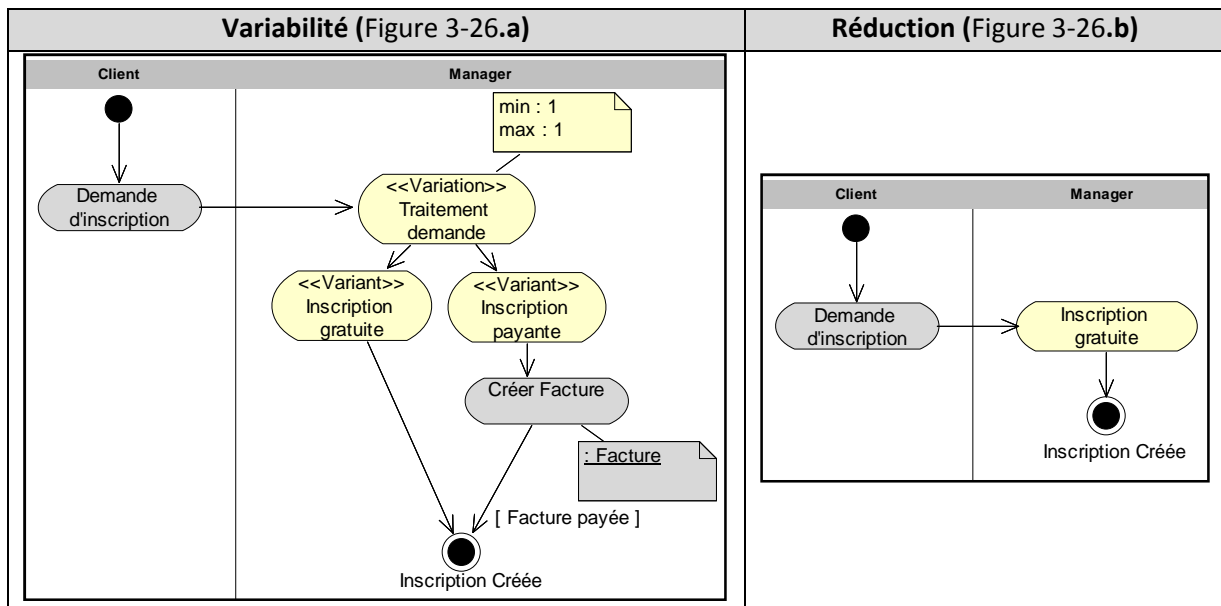 Variabilité (Figure 3-26.a)
Réduction (Figure 3-26.b)
Client
Manager
min : 1
max : 1
Demande
d'inscription
<<Variation>>
Traitement
demande
<<Variant>>
Inscription
gratuite
<<Variant>>
Inscription
payante
Créer Facture
: Facture
[ Facture payée ]
Inscription Créée
Client
Manager
Demande
d'inscription
Inscription
gratuite
Inscription Créée